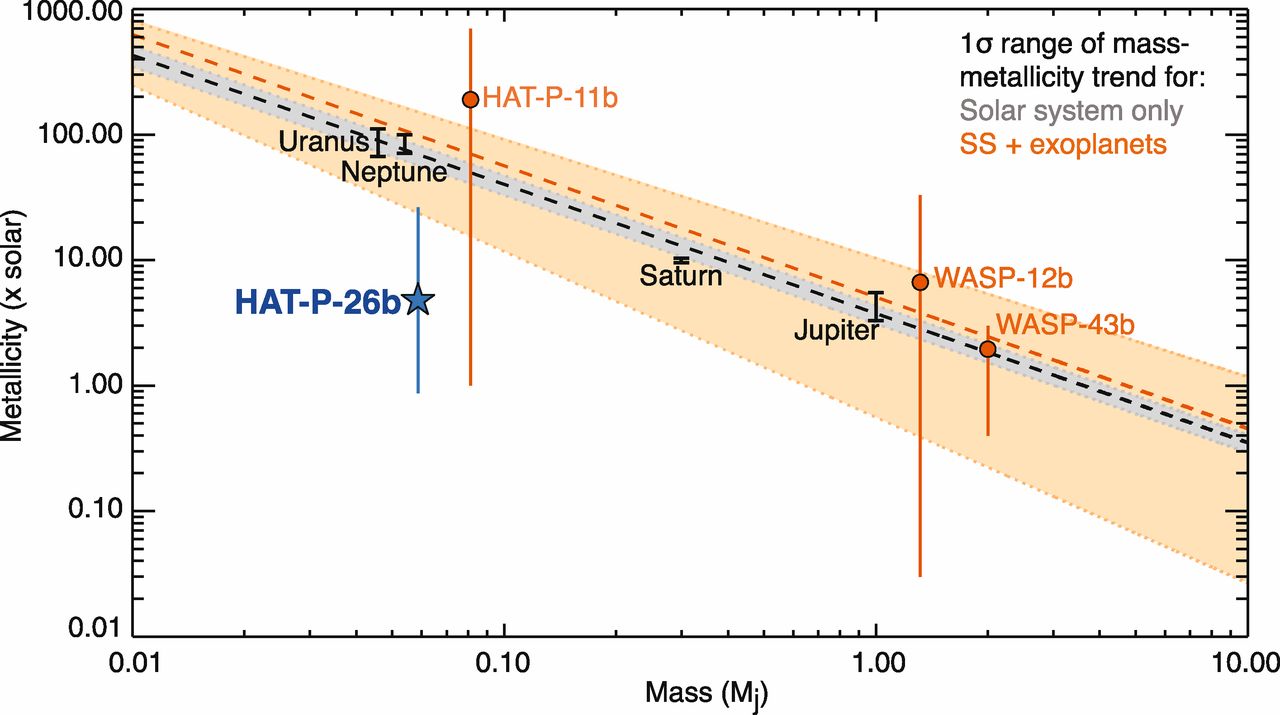 1000.00
100.00
10.00
1.00
0.10
0.01
Metallicity (x solar)
1σ range of mass-
metallicity trend for:
Solar system only
SS + exoplanets
HAT-P-11b
Uranus
Neptune
HAT-P-26b
Saturn
WASP-12b
WASP-43b
Jupiter
0.01 0.10 1.00 10.00
Mass (Mj)